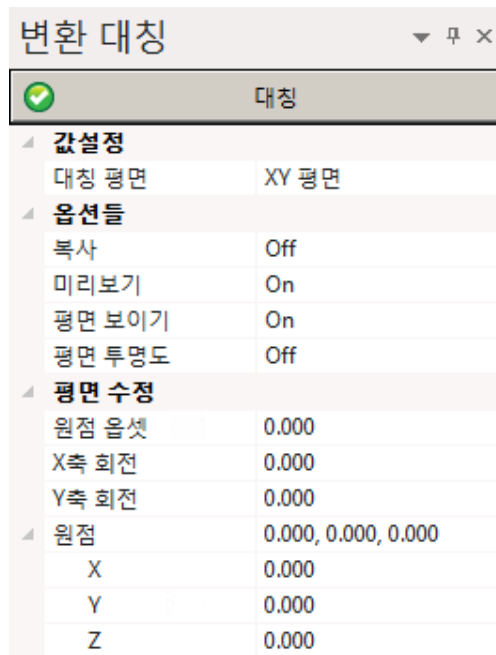 변환 대칭
대칭
값설정
대칭 평면 XY 평면
옵션들
복사 Off
미리보기 On
평면 보이기 On
평면 투명도 Off
평면 수정
원점 옵셋 0.000
X축 회전 0.000
Y축 회전 0.000
원점 0.000, 0.000, 0.000
X 0.000
Y 0.000
Z 0.000